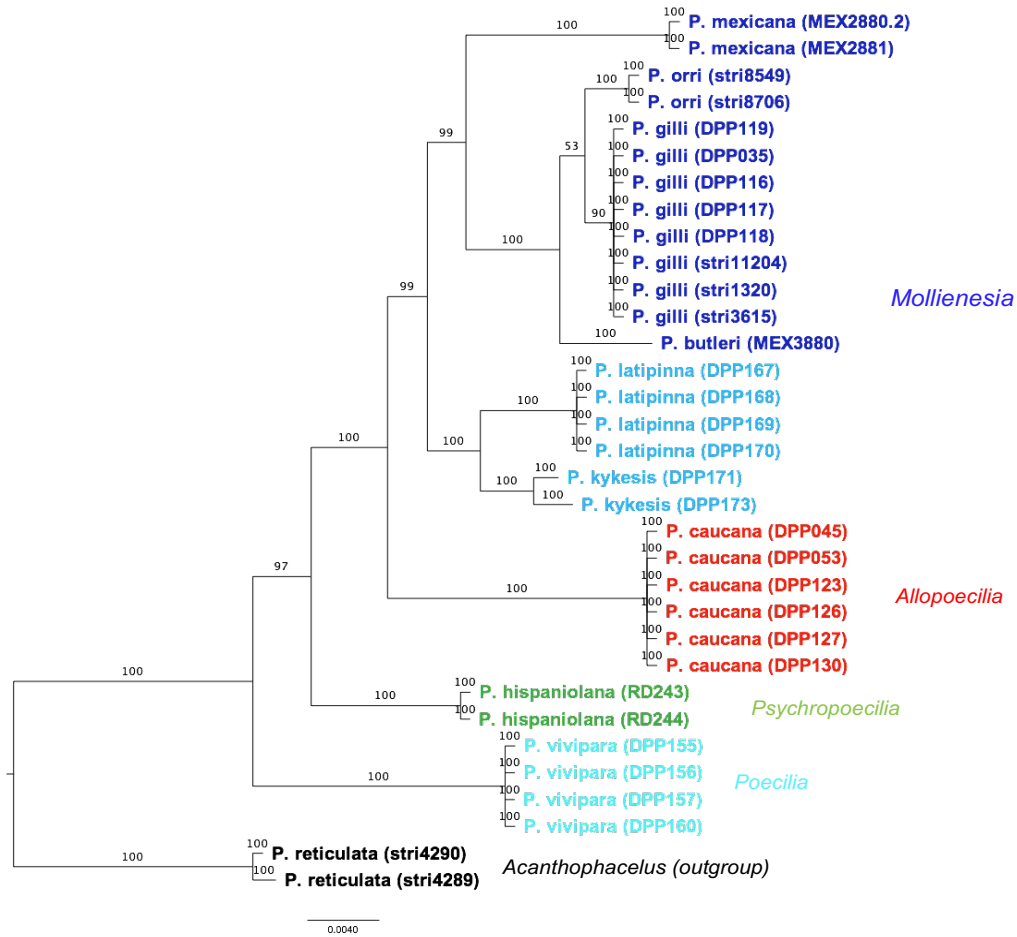 100
100 P. mexicana (MEX2880.2)
100 P. mexicana (MEX2881)
100
100 P. orri (stri8549)
100 P. orri (stri8706)
99
53
100 P. gilli (DPP119)
100 P. gilli (DPP035)
100 P. gilli (DPP116)
90
100 P. gilli (DPP117)
100
100 P. gilli (DPP118)
100 P. gilli (stri11204)
99
100 P. gilli (stri1320)
Mollienesia
100 P. gilli (stri3615)
100 P. butleri (MEX3880)
100 P. latipinna (DPP167)
100 P. latipinna (DPP168)
100
100 P. latipinna (DPP169)
100
100
100 P. latipinna (DPP170)
100 P. kykesis (DPP171)
100
100 P. kykesis (DPP173)
100 P. caucana (DPP045)
100 P. caucana (DPP053)
97
100 P. caucana (DPP123)
100
Allopoecilia
100 P. caucana (DPP126)
100 P. caucana (DPP127)
100 P. caucana (DPP130)
100
100
100 P. hispaniolana (RD243)
100 P. hispaniolana (RD244)
Psychropoecilia
100 P. vivipara (DPP155)
100 P. vivipara (DPP156)
100
Poecilia
100 P. vivipara (DPP157)
100 P. vivipara (DPP160)
100
100 P. reticulata (stri4290)
100 P. reticulata (stri4289)
Acanthophacelus (outgroup)
0.0040